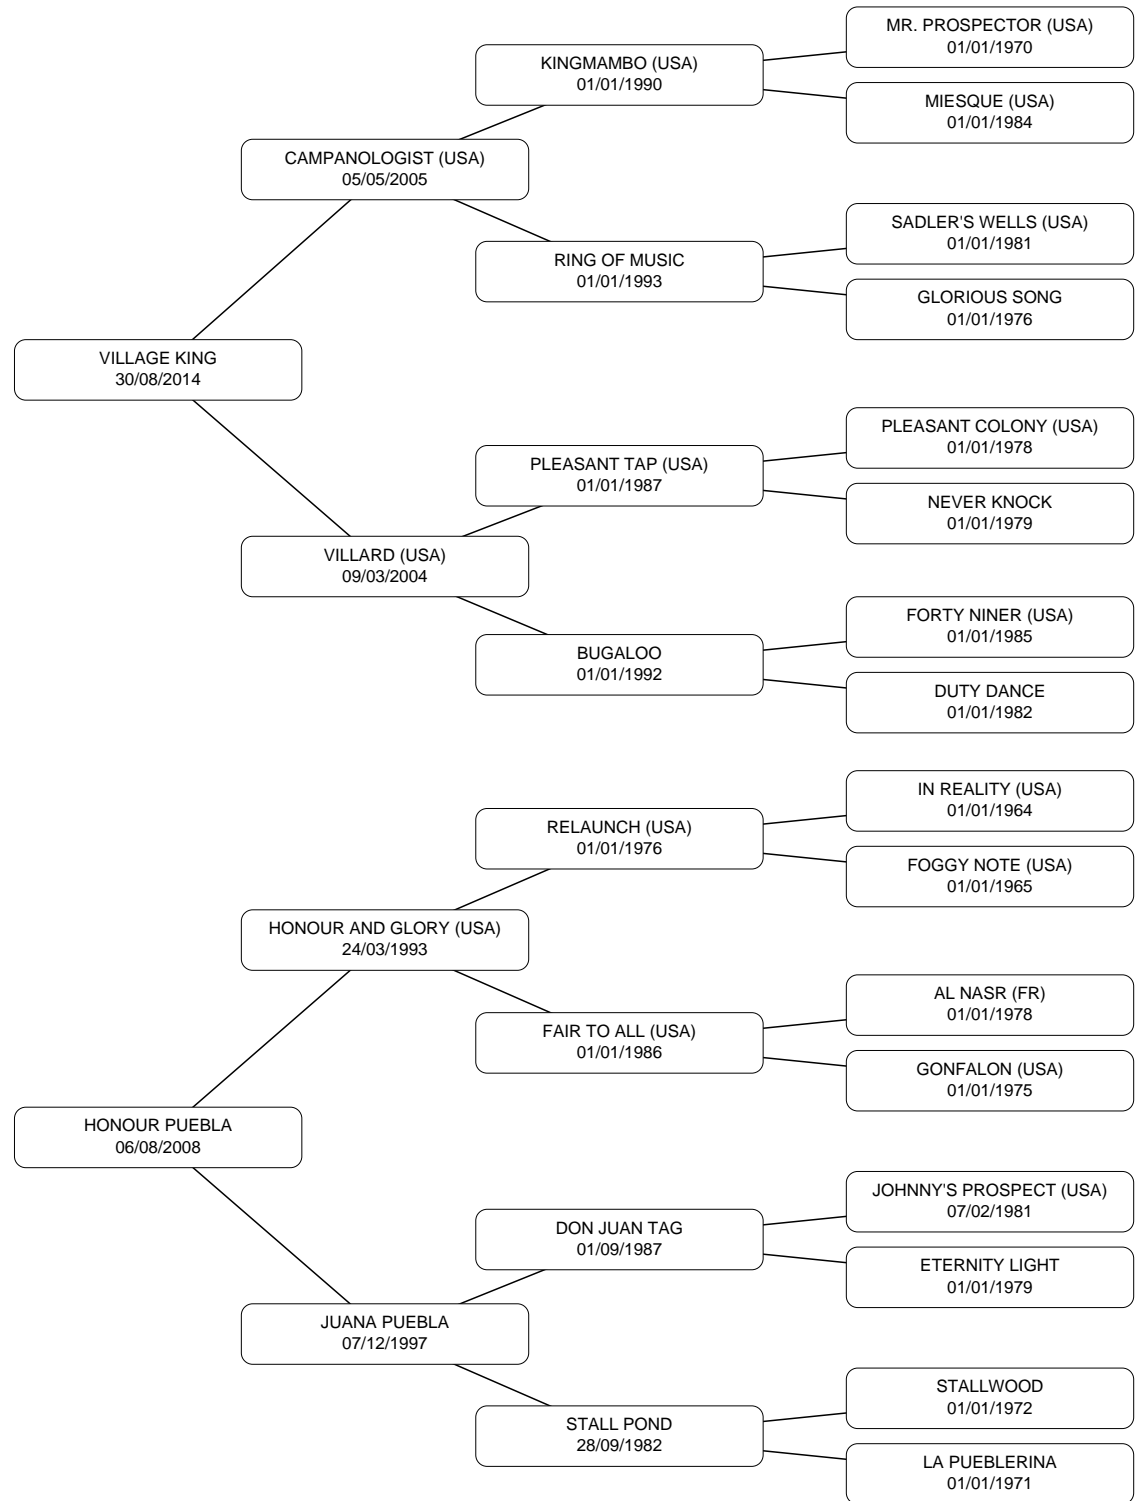 MR. PROSPECTOR (USA)
01/01/1970
KINGMAMBO (USA)
01/01/1990
MIESQUE (USA)
01/01/1984
CAMPANOLOGIST (USA)
05/05/2005
SADLER'S WELLS (USA)
01/01/1981
RING OF MUSIC
01/01/1993
GLORIOUS SONG
01/01/1976
VILLAGE KING
30/08/2014
PLEASANT COLONY (USA)
01/01/1978
PLEASANT TAP (USA)
01/01/1987
NEVER KNOCK
01/01/1979
VILLARD (USA)
09/03/2004
FORTY NINER (USA)
01/01/1985
BUGALOO
01/01/1992
DUTY DANCE
01/01/1982
IN REALITY (USA)
01/01/1964
RELAUNCH (USA)
01/01/1976
FOGGY NOTE (USA)
01/01/1965
HONOUR AND GLORY (USA)
24/03/1993
AL NASR (FR)
01/01/1978
FAIR TO ALL (USA)
01/01/1986
GONFALON (USA)
01/01/1975
HONOUR PUEBLA
06/08/2008
JOHNNY'S PROSPECT (USA)
07/02/1981
DON JUAN TAG
01/09/1987
ETERNITY LIGHT
01/01/1979
JUANA PUEBLA
07/12/1997
STALLWOOD
01/01/1972
STALL POND
28/09/1982
LA PUEBLERINA
01/01/1971